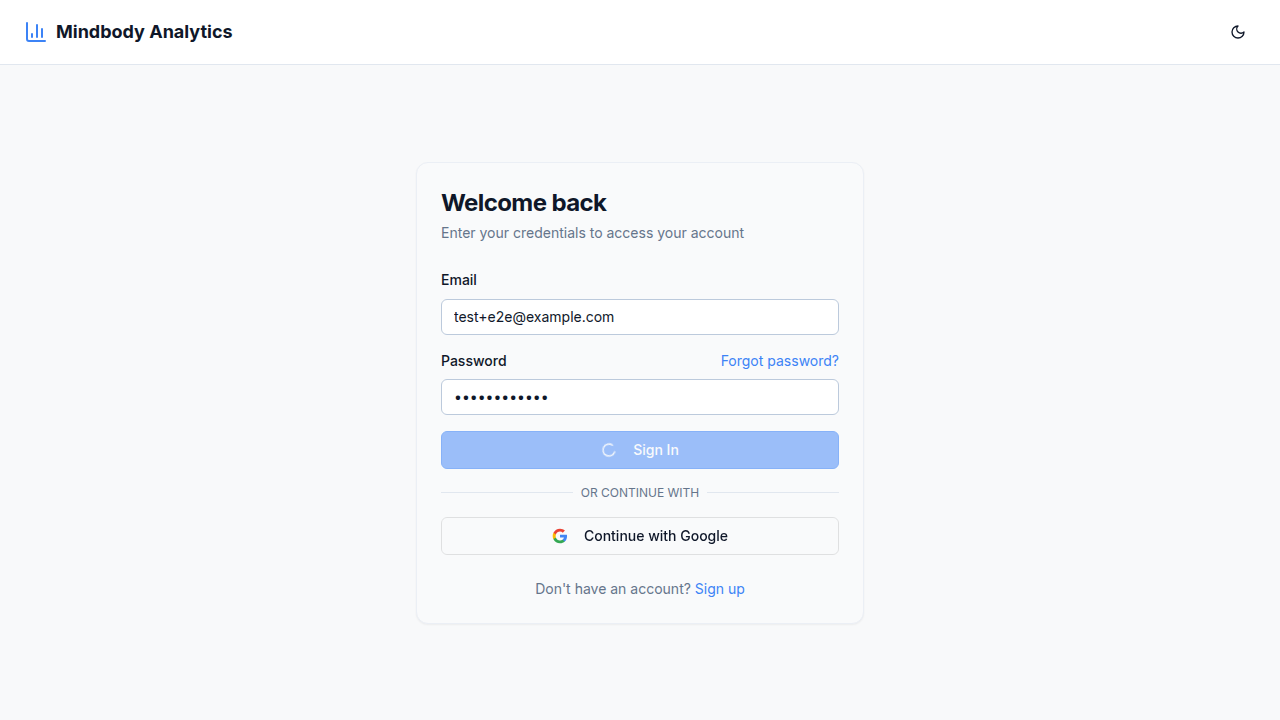 Mindbody Analytics
Welcome back
Enter your credentials to access your account
Email
test+e2e@example.com
Password Forgot password?
••••••••••••
Sign In
OR CONTINUE WITH
Continue with Google
Don't have an account? Sign up